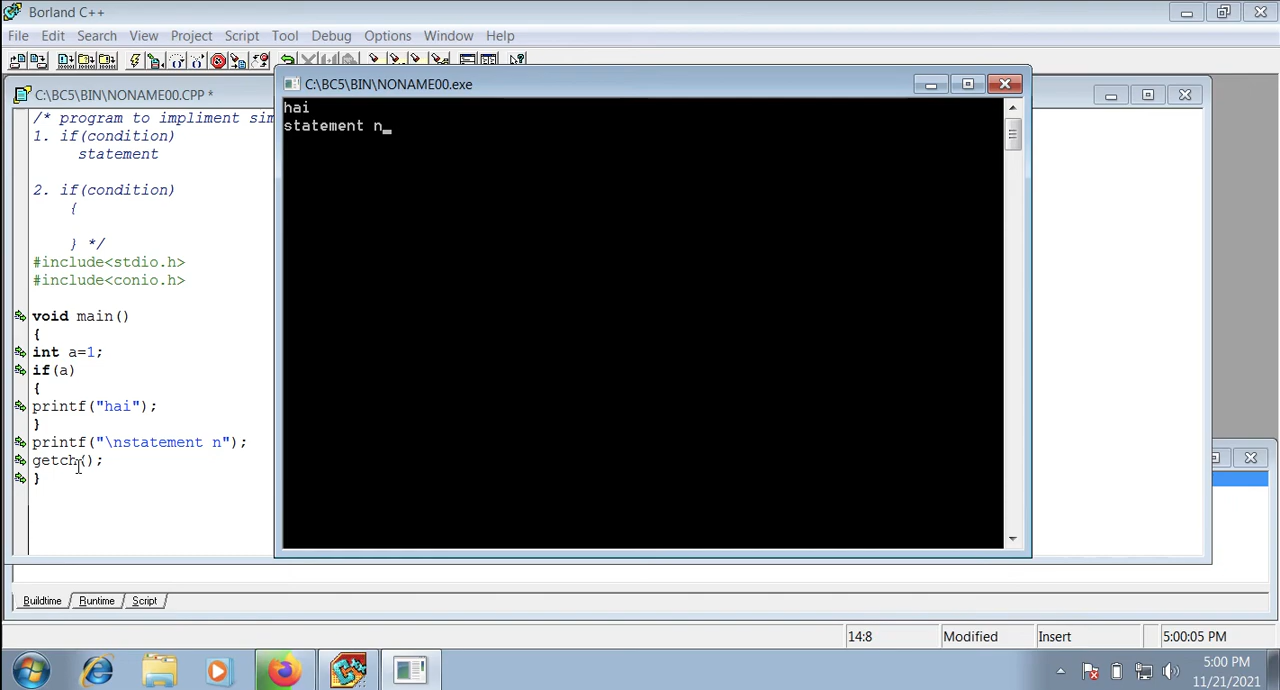 Borland C++
File Edit Search View Project Script Tool Debug Options Window Help
C:\BC5\BIN\NONAME00.CPP *
/* program to impliment sim
1. if(condition)
statement
2. if(condition)
{
} */
#include<stdio.h>
#include<conio.h>
void main()
{
int a=1;
if(a)
{
printf("hai");
}
printf("\nstatement n");
getch();
}
C:\BC5\BIN\NONAME00.exe
hai
statement n_
Buildtime Runtime Script
14:8 Modified Insert 5:00:05 PM
5:00 PM
11/21/2021